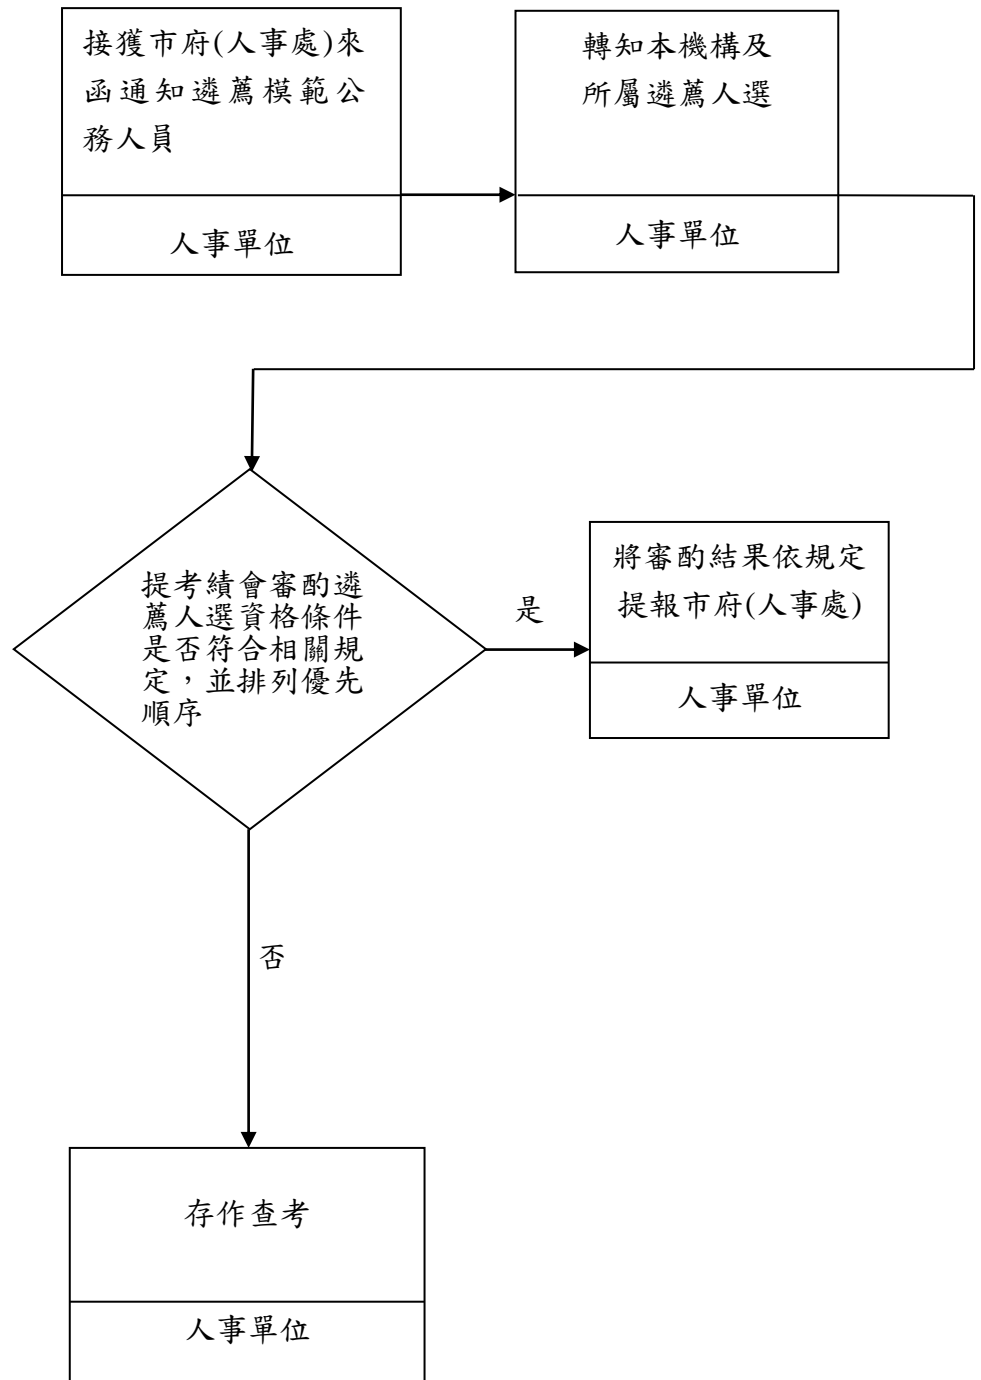 接獲市府(人事處)來
函通知遴薦模範公
務人員
人事單位
轉知本機構及
所屬遴薦人選
人事單位
提考績會審酌遴
薦人選資格條件
是否符合相關規
定，並排列優先
順序
是
將審酌結果依規定
提報市府(人事處)
人事單位
否
存作查考
人事單位